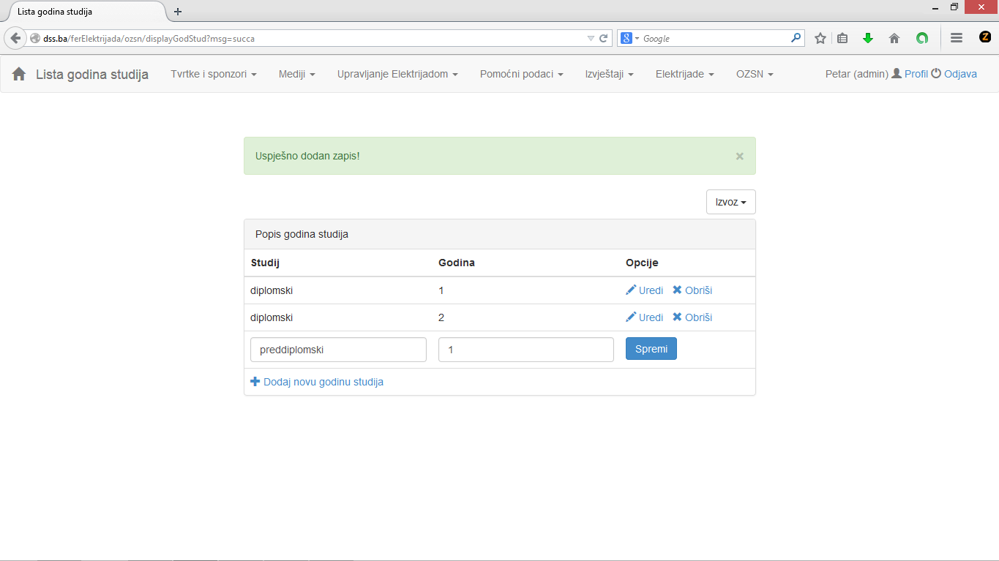 Lista godina studija
dss.ba/ferElektrijada/ozsn/displayGodStud?msg=succa
Google
Lista godina studija Tvrtke i sponzori Mediji Upravljanje Elektrijadom Pomoćni podaci Izvještaji Elektrijade OZSN Petar (admin) Profil Odjava
Uspješno dodan zapis! ×
Izvoz
Popis godina studija
Studij Godina Opcije
diplomski 1 Uredi Obriši
diplomski 2 Uredi Obriši
preddiplomski 1 Spremi
Dodaj novu godinu studija